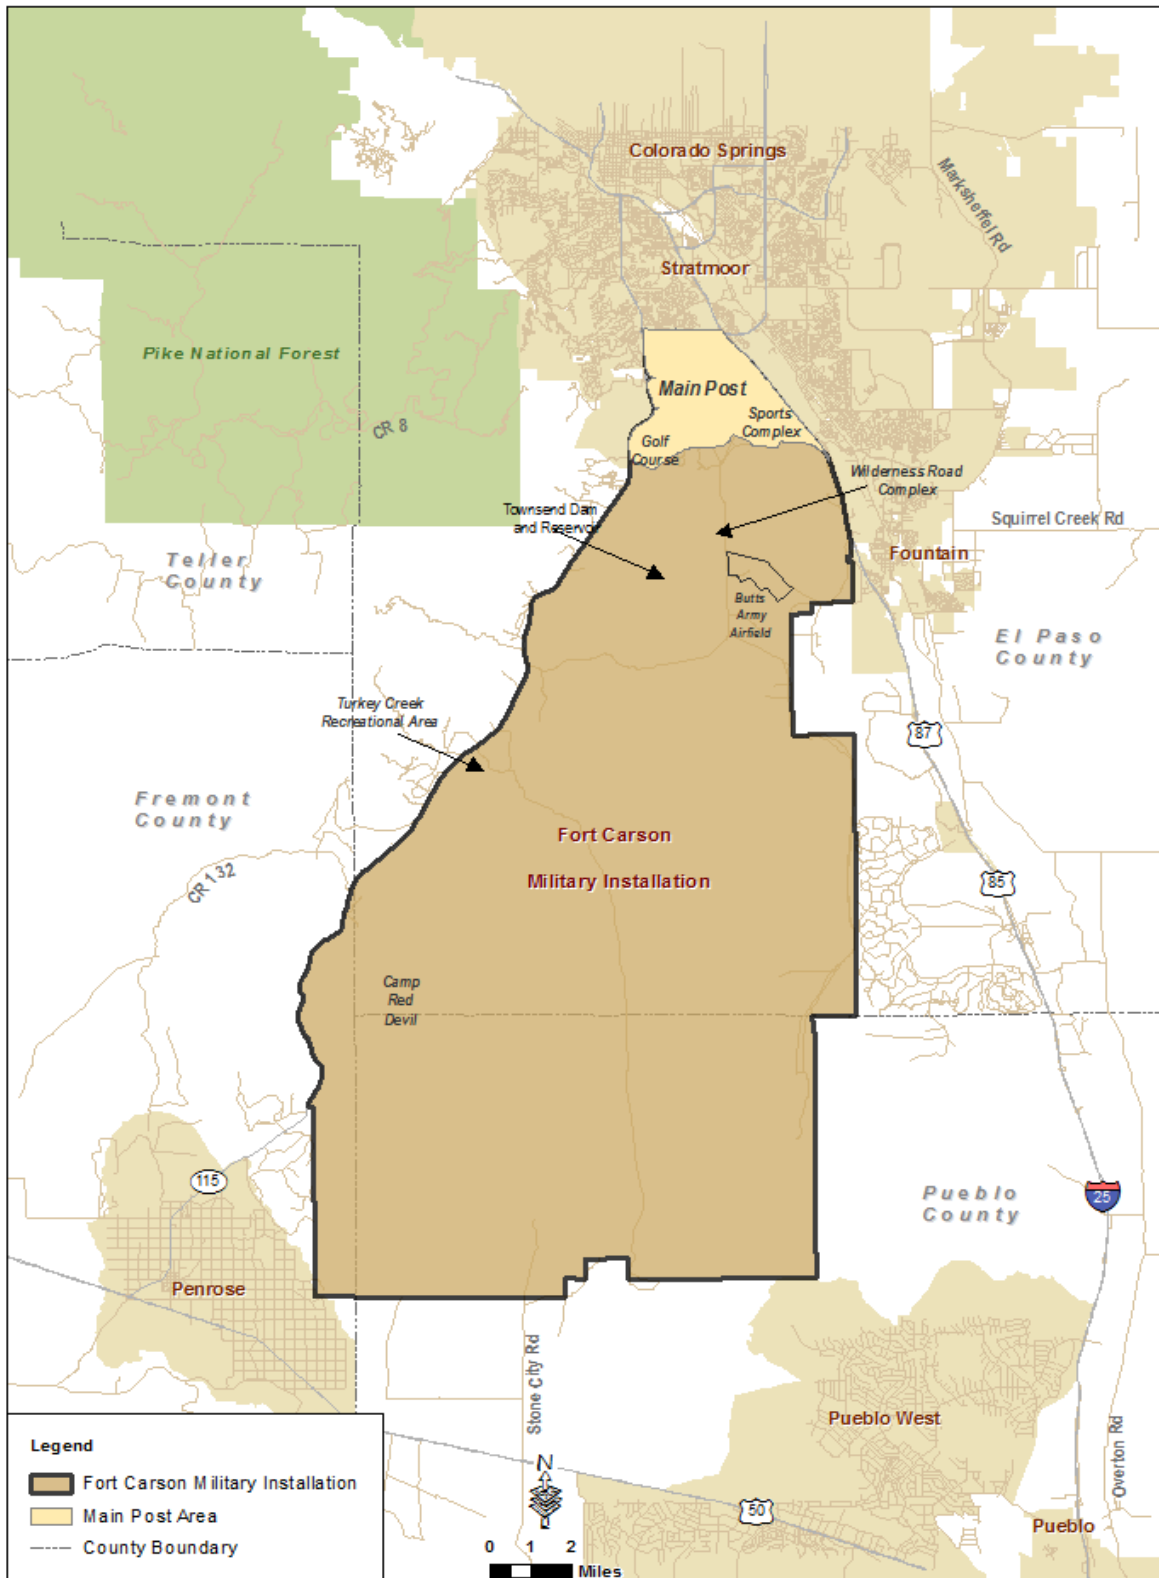 Colorado Springs
Marksheffel Rd
Stratmoor
Pike National Forest
Main Post
CR 8
Sports
Complex
Golf
Course
Wilderness Road
Complex
Townsend Dam
and Reservoir
Squirrel Creek Rd
Teller
County
Fountain
Butts
Army
Airfield
El Paso
County
Turkey Creek
Recreational Area
87
Fremont
County
Fort Carson
Military Installation
CR 132
85
Camp
Red
Devil
115
Pueblo
County
25
Penrose
Stone City Rd
Pueblo West
Overton Rd
Legend
Fort Carson Military Installation
Main Post Area
County Boundary
N
50
Pueblo
0 1 2
Miles